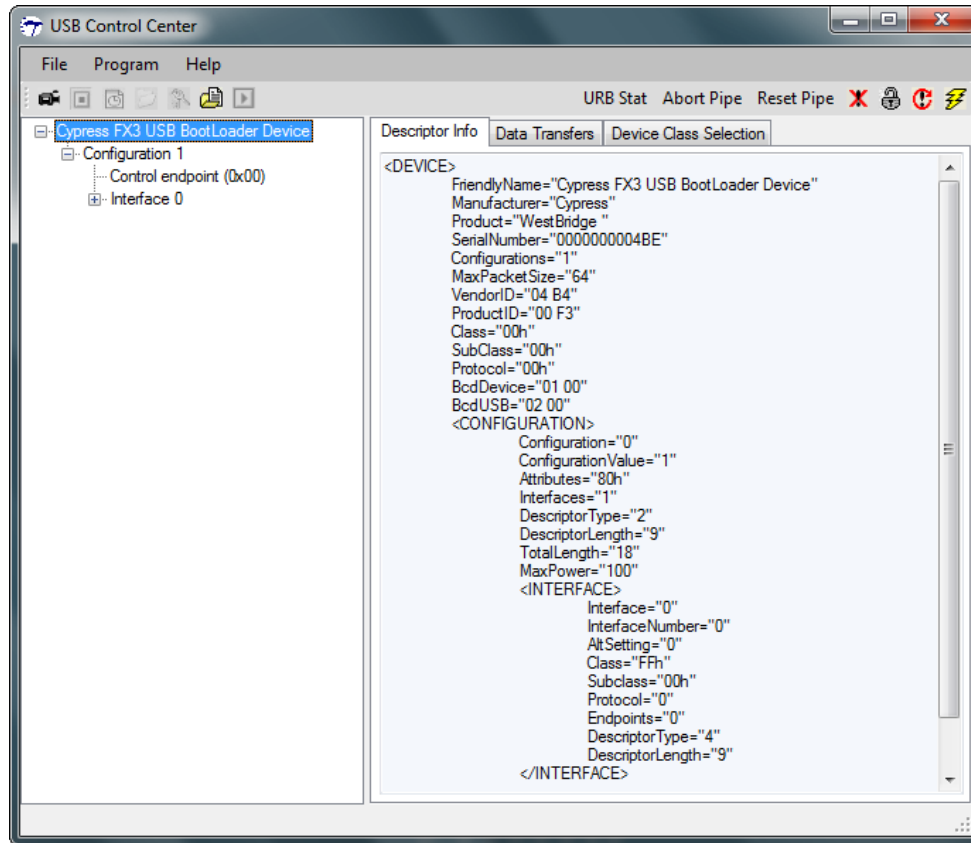 USB Control Center
File Program Help
URB Stat Abort Pipe Reset Pipe
Cypress FX3 USB BootLoader Device
Configuration 1
Control endpoint (0x00)
Interface 0
Descriptor Info Data Transfers Device Class Selection
<DEVICE>
FriendlyName="Cypress FX3 USB BootLoader Device"
Manufacturer="Cypress"
Product="WestBridge "
SerialNumber="0000000004BE"
Configurations="1"
MaxPacketSize="64"
VendorID="04 B4"
ProductID="00 F3"
Class="00h"
SubClass="00h"
Protocol="00h"
BcdDevice="01 00"
BcdUSB="02 00"
<CONFIGURATION>
Configuration="0"
ConfigurationValue="1"
Attributes="80h"
Interfaces="1"
DescriptorType="2"
DescriptorLength="9"
TotalLength="18"
MaxPower="100"
<INTERFACE>
Interface="0"
InterfaceNumber="0"
AltSetting="0"
Class="FFh"
Subclass="00h"
Protocol="0"
Endpoints="0"
DescriptorType="4"
DescriptorLength="9"
</INTERFACE>